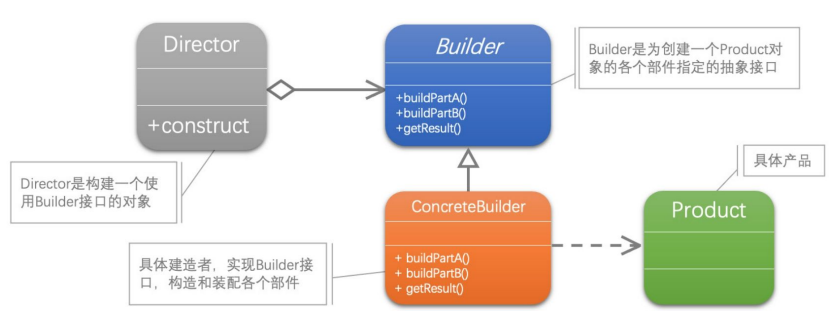 Director
+construct
Builder
+buildPartA()
+buildPartB()
+getResult()
Builder是为创建一个Product对
象的各个部件指定的抽象接口
Director是构建一个使
用Builder接口的对象
具体产品
ConcreteBuilder
+ buildPartA()
+ buildPartB()
+ getResult()
Product
具体建造者，实现Builder接
口，构造和装配各个部件